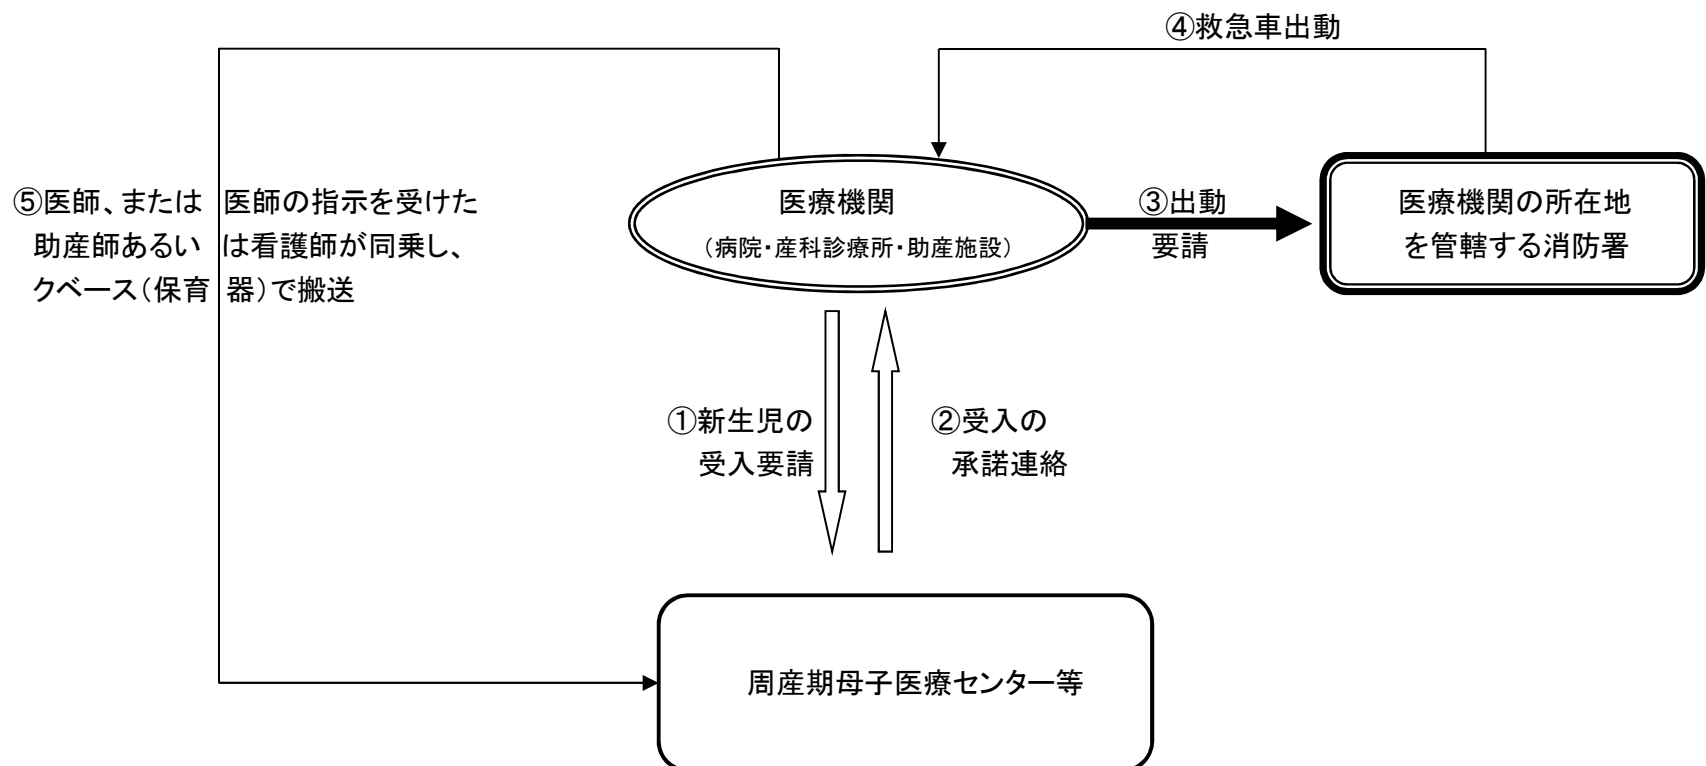 ④救急車出動
⑤医師、または医師の指示を受けた
助産師あるいは看護師が同乗し、
クベース（保育器）で搬送
医療機関
（病院・産科診療所・助産施設）
③出動
要請
医療機関の所在地
を管轄する消防署
①新生児の
受入要請
②受入の
承諾連絡
周産期母子医療センター等